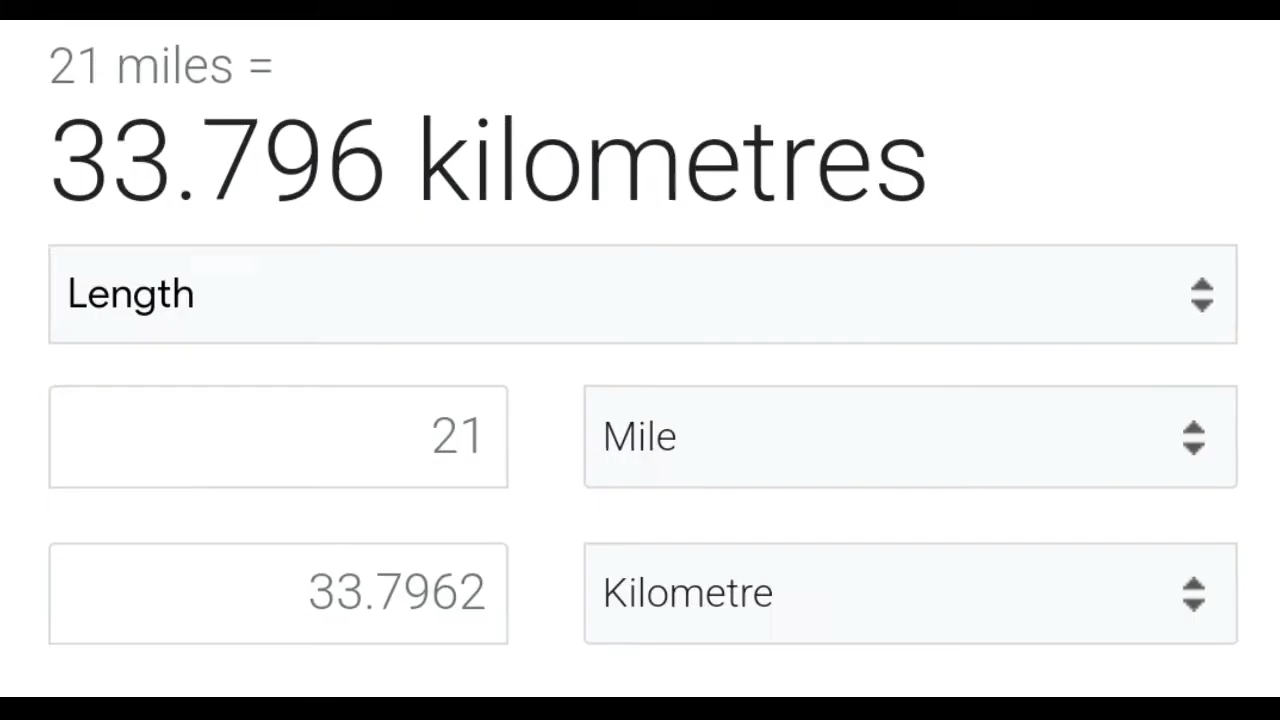 21 miles =
33.796 kilometres
Length
21 Mile
33.7962 Kilometre